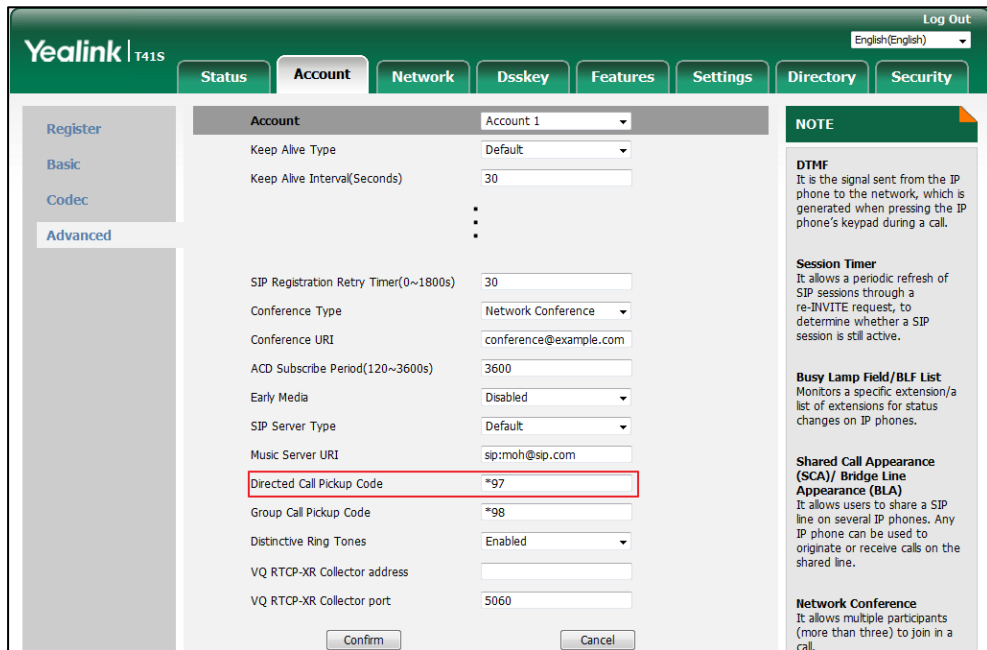 Log Out
Yealink | T41S
English(English)
Status Account Network Dsskey Features Settings Directory Security
Register
Basic
Codec
Advanced
Account Account 1
Keep Alive Type Default
Keep Alive Interval(Seconds) 30
SIP Registration Retry Timer(0~1800s) 30
Conference Type Network Conference
Conference URI conference@example.com
ACD Subscribe Period(120~3600s) 3600
Early Media Disabled
SIP Server Type Default
Music Server URI sip:moh@sip.com
Directed Call Pickup Code *97
Group Call Pickup Code *98
Distinctive Ring Tones Enabled
VQ RTCP-XR Collector address
VQ RTCP-XR Collector port 5060
Confirm Cancel
NOTE
DTMF
It is the signal sent from the IP
phone to the network, which is
generated when pressing the IP
phone's keypad during a call.
Session Timer
It allows a periodic refresh of
SIP sessions through a
re-INVITE request, to
determine whether a SIP
session is still active.
Busy Lamp Field/BLF List
Monitors a specific extension/a
list of extensions for status
changes on IP phones.
Shared Call Appearance
(SCA)/ Bridge Line
Appearance (BLA)
It allows users to share a SIP
line on several IP phones. Any
IP phone can be used to
originate or receive calls on the
shared line.
Network Conference
It allows multiple participants
(more than three) to join in a
call.